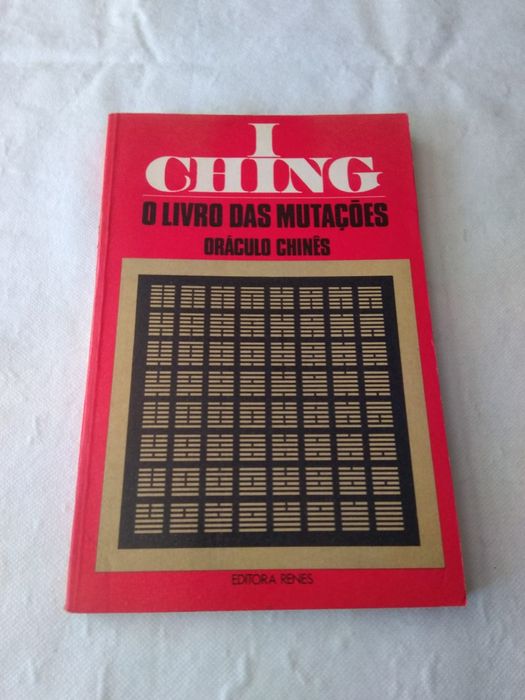 I
CHING
O LIVRO DAS MUTAÇÕES
ORÁCULO CHINÊS
EDITORA RENES